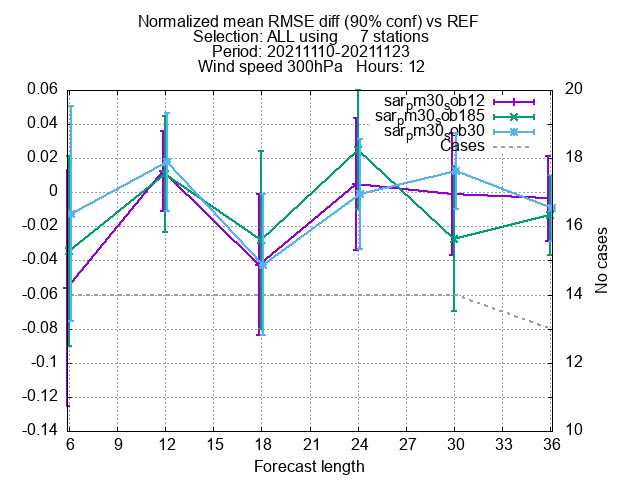 Normalized mean RMSE diff (90% conf) vs REF
Selection: ALL using 7 stations
Period: 20211110-20211123
Wind speed 300hPa Hours: 12
sar_pm30_sob12
sar_pm30_sob185
sar_pm30_sob30
Cases
0.06
0.04
0.02
0
-0.02
-0.04
-0.06
-0.08
-0.1
-0.12
-0.14
20
18
16
14
12
10
No cases
6 9 12 15 18 21 24 27 30 33 36
Forecast length